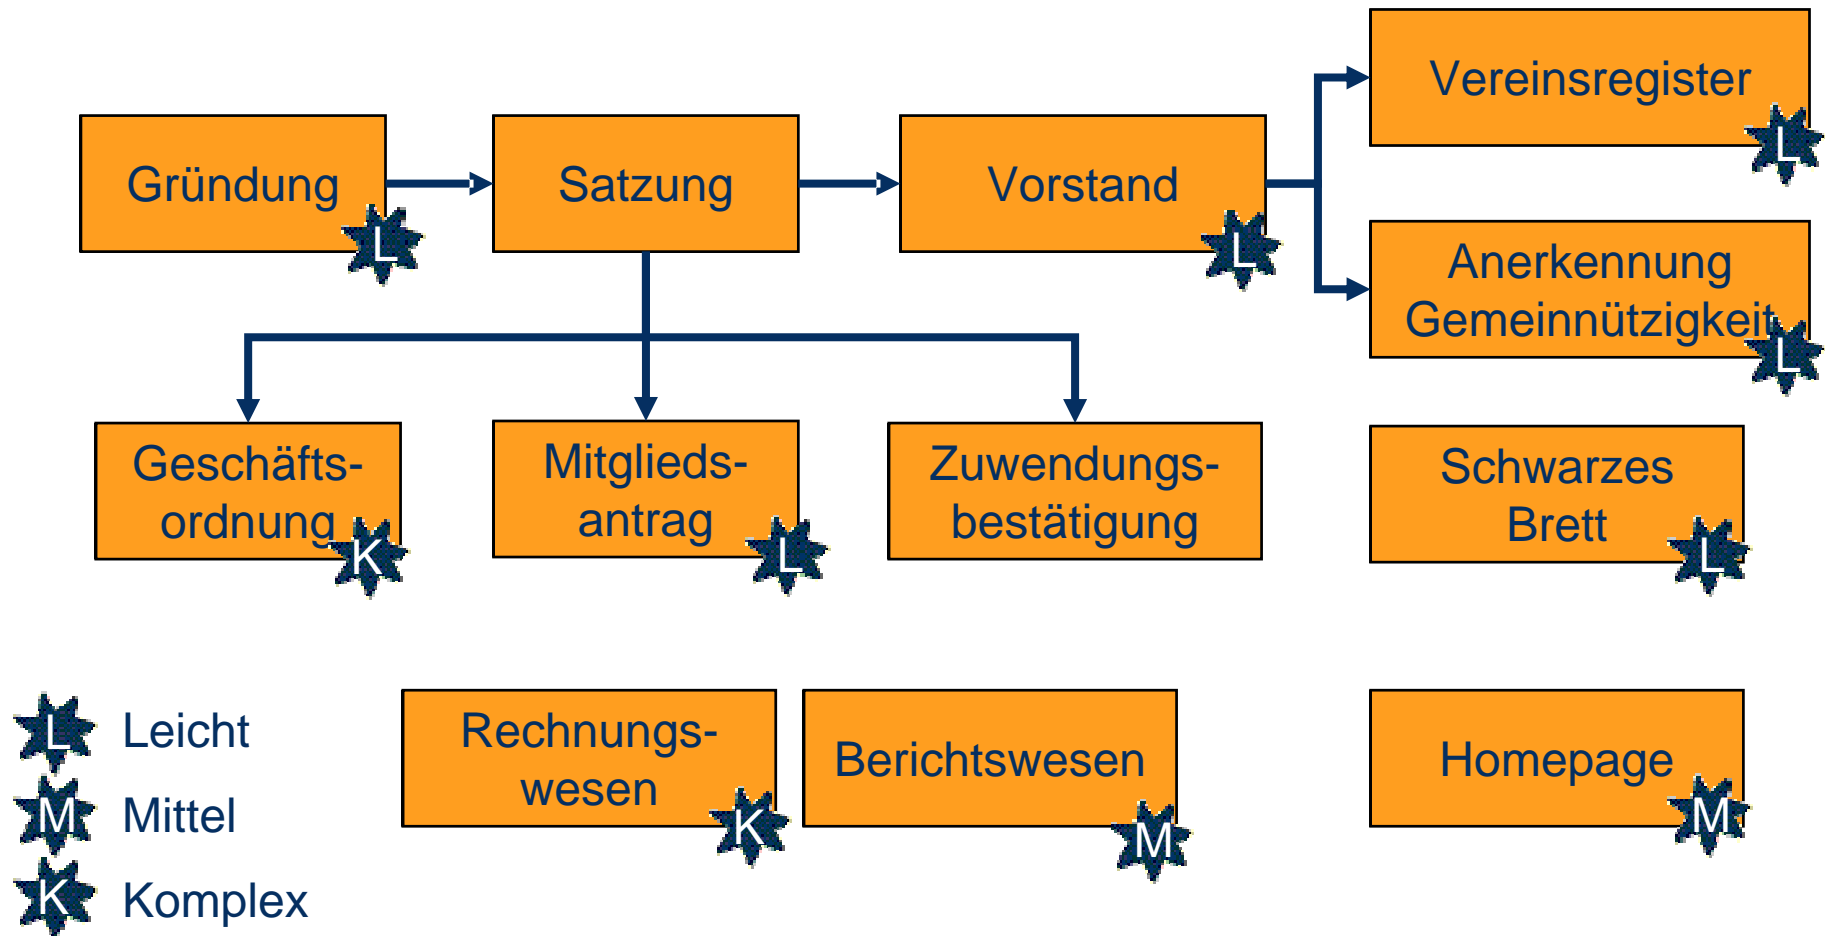 Gründung
L
Satzung
Vorstand
L
Vereinsregister
L
Anerkennung
Gemeinnützigkeit
L
Geschäfts-
ordnung
K
Mitglieds-
antrag
L
Zuwendungs-
bestätigung
Schwarzes
Brett
L
Rechnungs-
wesen
K
Berichtswesen
M
Homepage
M
L Leicht
M Mittel
K Komplex